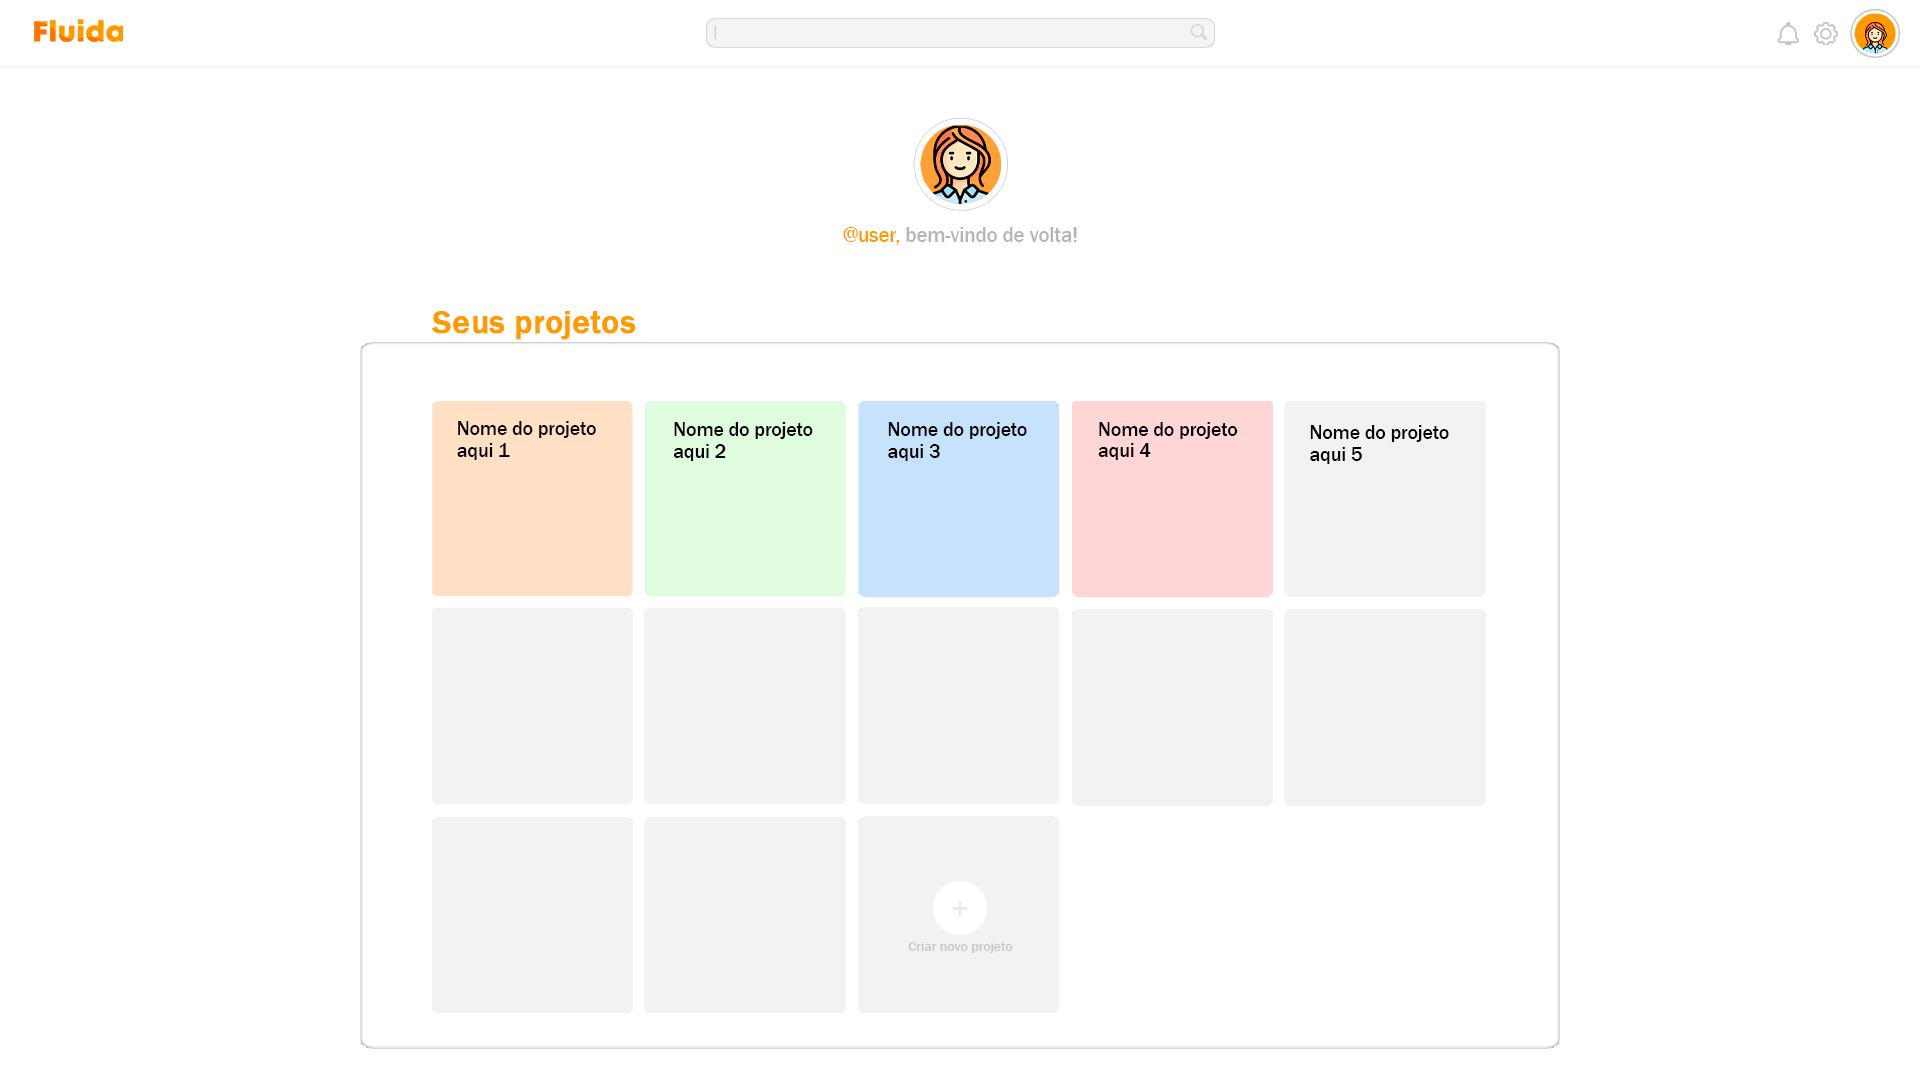 Fluida
@user, bem-vindo de volta!
Seus projetos
Nome do projeto
aqui 1
Nome do projeto
aqui 2
Nome do projeto
aqui 3
Nome do projeto
aqui 4
Nome do projeto
aqui 5
Criar novo projeto